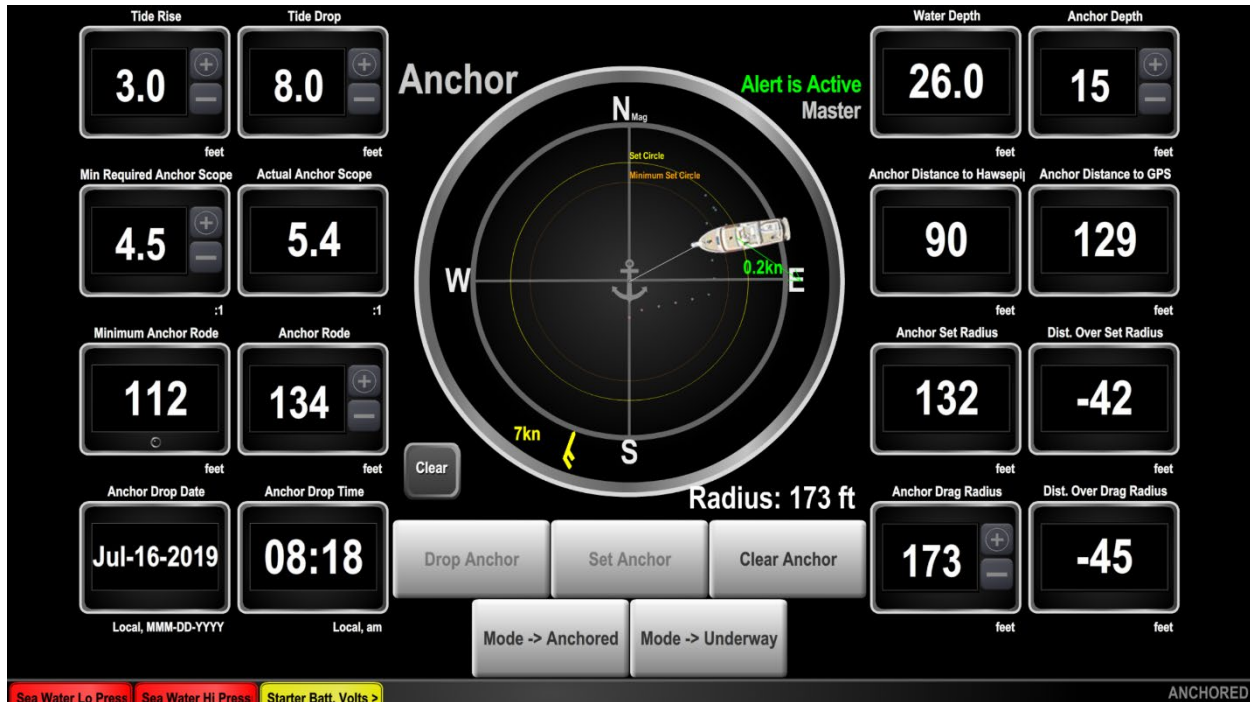 Tide Rise
3.0
feet
Tide Drop
8.0
feet
Min Required Anchor Scope
4.5
:1
Actual Anchor Scope
5.4
:1
Minimum Anchor Rode
112
feet
Anchor Rode
134
feet
Anchor Drop Date
Jul-16-2019
Local, MMM-DD-YYYY
Anchor Drop Time
08:18
Local, am
Anchor
Alert is Active
Master
N Mag
Set Circle
Minimum Set Circle
W
E
0.2kn
7kn
S
Clear
Radius: 173 ft
Drop Anchor
Set Anchor
Clear Anchor
Mode -> Anchored
Mode -> Underway
Water Depth
26.0
feet
Anchor Depth
15
feet
Anchor Distance to Hawsepip
90
feet
Anchor Distance to GPS
129
feet
Anchor Set Radius
132
feet
Dist. Over Set Radius
-42
feet
Anchor Drag Radius
173
feet
Dist. Over Drag Radius
-45
feet
Sea Water Lo Press
Sea Water Hi Press
Starter Batt. Volts >
ANCHORED